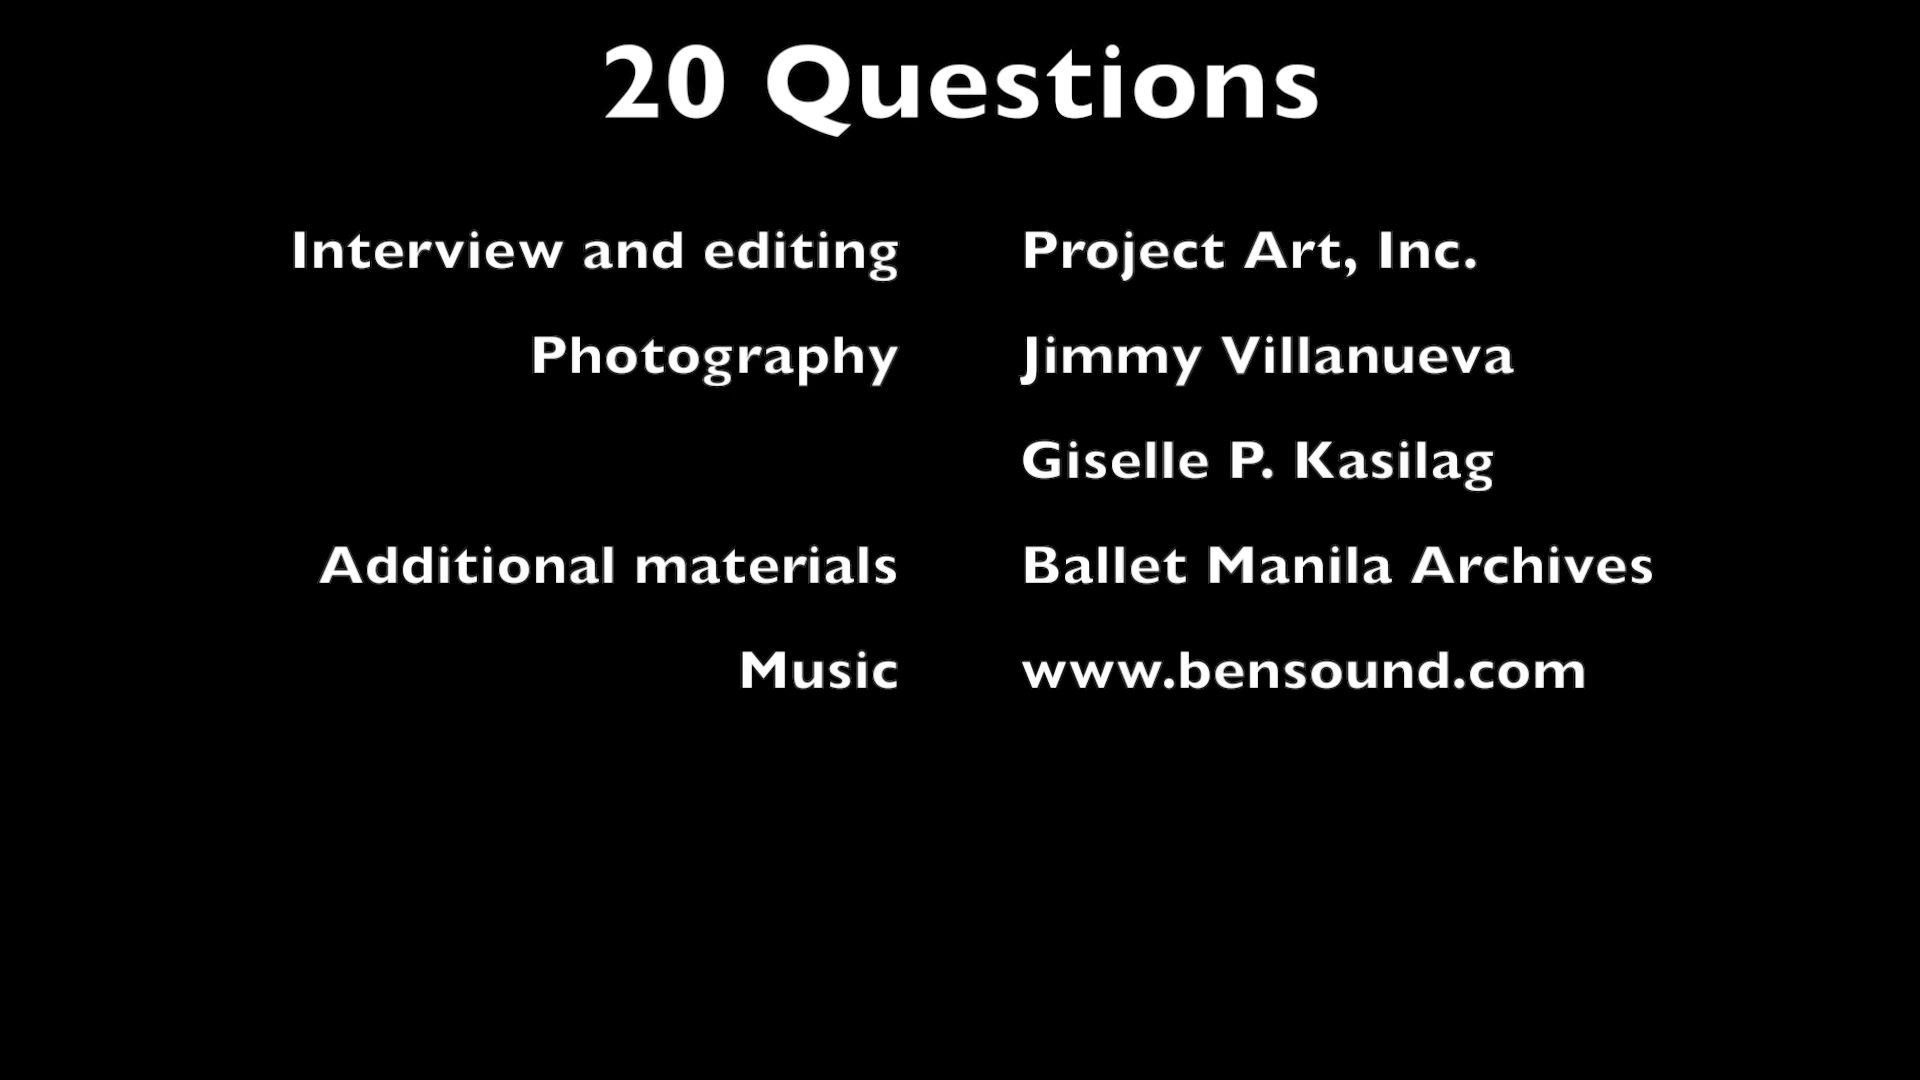 20 Questions
Interview and editing Project Art, Inc.
Photography Jimmy Villanueva
Giselle P. Kasilag
Additional materials Ballet Manila Archives
Music www.bensound.com